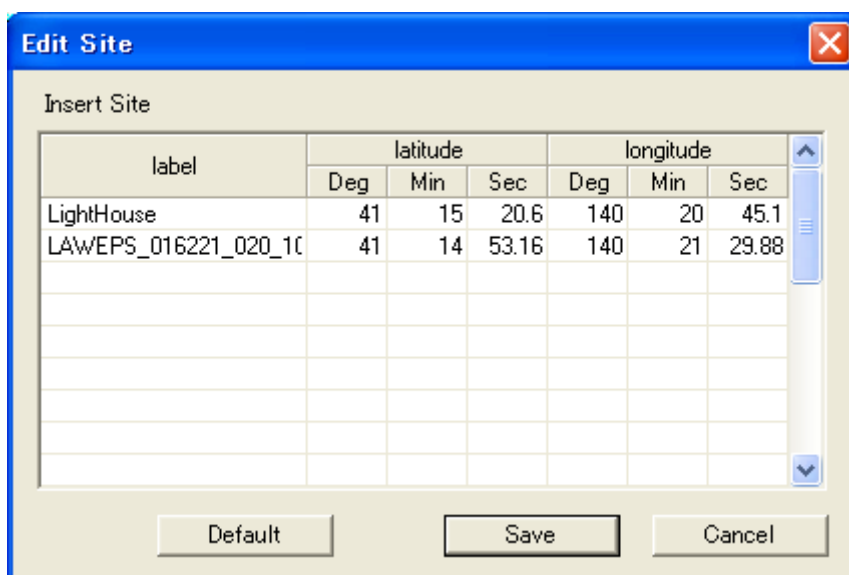 Edit Site
Insert Site
label latitude longitude
Deg Min Sec Deg Min Sec
LightHouse 41 15 20.6 140 20 45.1
LAWEPS_016221_020_10 41 14 53.16 140 21 29.88
Default Save Cancel